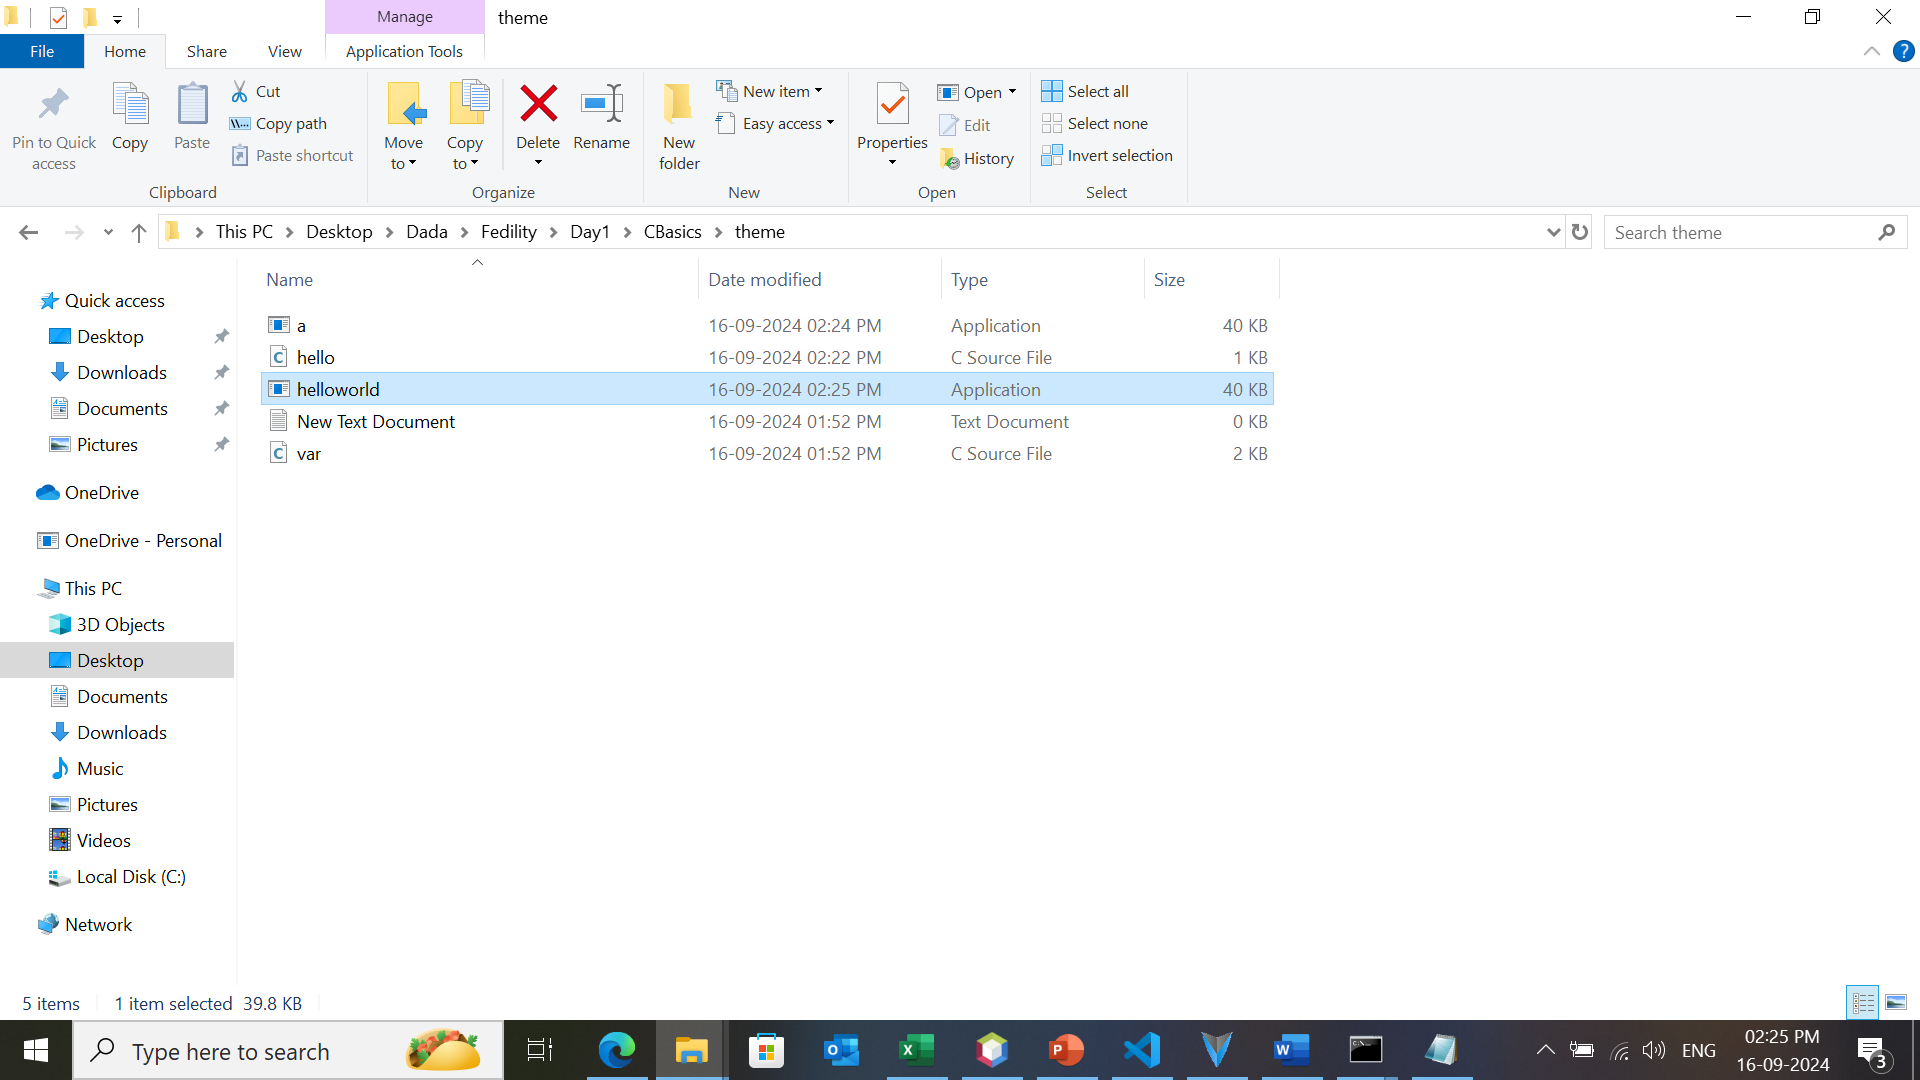 Manage
theme
File
Home
Share
View
Application Tools
Pin to Quick
access
Copy
Paste
Cut
Copy path
Paste shortcut
Clipboard
Move
to
Copy
to
Delete
Rename
Organize
New
folder
New item
Easy access
New
Properties
Open
Edit
History
Open
Select all
Select none
Invert selection
Select
This PC
Desktop
Dada
Fedility
Day1
CBasics
theme
Search theme
Name
Date modified
Type
Size
a 16-09-2024 02:24 PM Application 40 KB
hello 16-09-2024 02:22 PM C Source File 1 KB
helloworld 16-09-2024 02:25 PM Application 40 KB
New Text Document 16-09-2024 01:52 PM Text Document 0 KB
var 16-09-2024 01:52 PM C Source File 2 KB
Quick access
Desktop
Downloads
Documents
Pictures
OneDrive
OneDrive - Personal
This PC
3D Objects
Desktop
Documents
Downloads
Music
Pictures
Videos
Local Disk (C:)
Network
5 items
1 item selected 39.8 KB
Type here to search
ENG
02:25 PM
16-09-2024
3